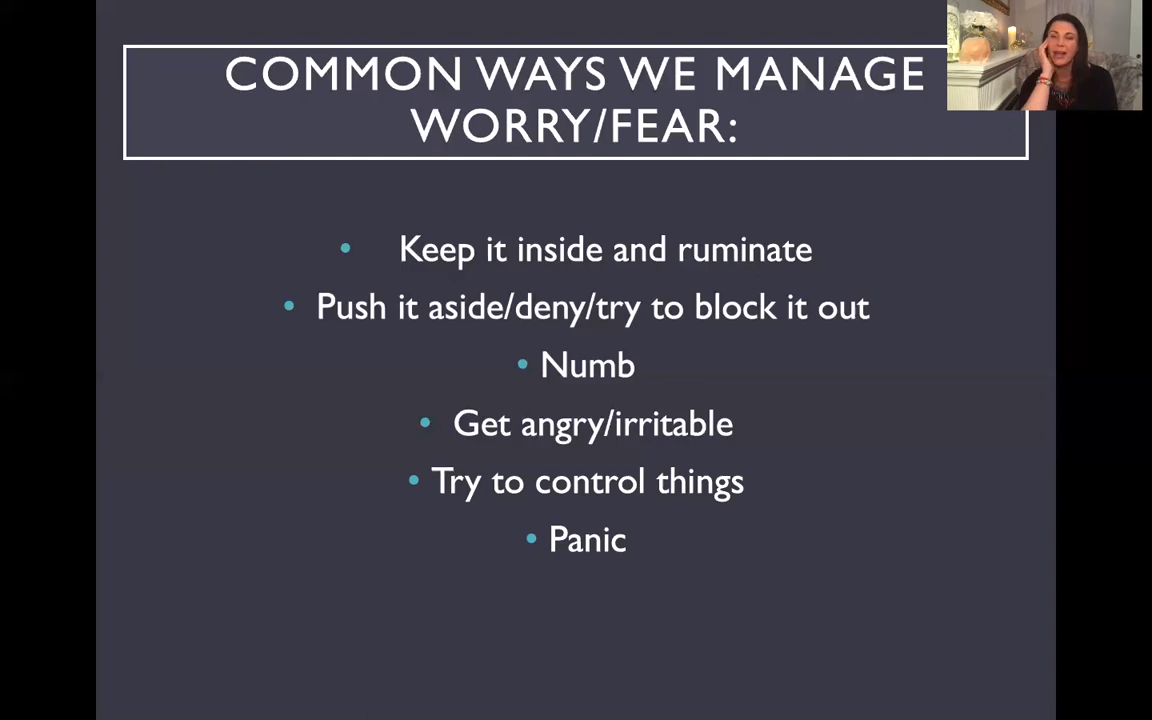 COMMON WAYS WE MANAGE
WORRY/FEAR:
• Keep it inside and ruminate
• Push it aside/deny/try to block it out
• Numb
• Get angry/irritable
• Try to control things
• Panic